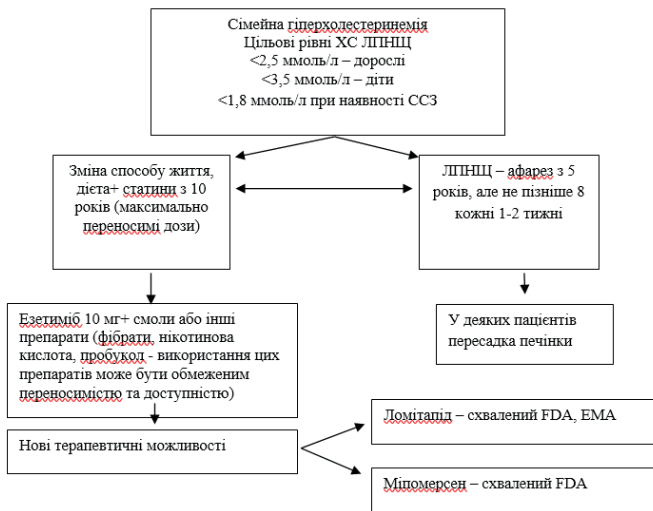 Сімейна гіперхолестеринемія
Цільові рівні ХС ЛПНЩ
<2,5 ммоль/л – дорослі
<3,5 ммоль/л – діти
<1,8 ммоль/л при наявності ССЗ
Зміна способу життя,
дієта+ статини з 10
років (максимально
переносимі дози)
ЛПНЩ – аферез з 5
років, але не пізніше 8
кожні 1-2 тижні
Езетиміб 10 мг+ смоли або інші
препарати (фібрати, нікотинова
кислота, пробукол - використання цих
препаратів може бути обмеженим
переносимістю та доступністю)
У деяких пацієнтів
пересадка печінки
Нові терапевтичні можливості
Ломітапід – схвалений FDA, EMA
Міпомерсен – схвалений FDA